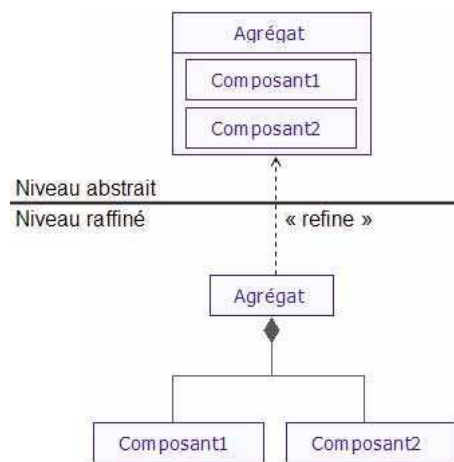 Agrégat
Composant1
Composant2
Niveau abstrait
Niveau raffiné
« refine »
Agrégat
Composant1
Composant2